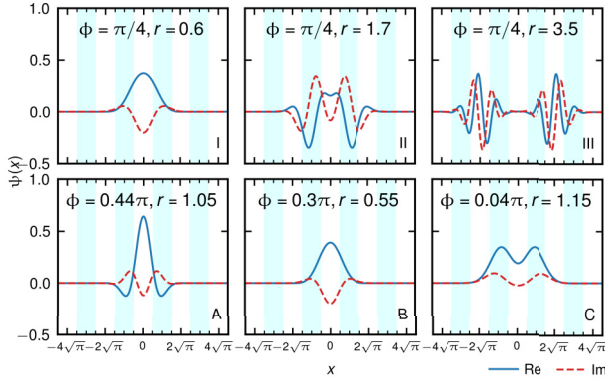 1.0
ϕ = π/4, r = 0.6
ϕ = π/4, r = 1.7
ϕ = π/4, r = 3.5
0.5
0.0
−0.5
I
II
III
ψ(x)
1.0
ϕ = 0.44π, r = 1.05
ϕ = 0.3π, r = 0.55
ϕ = 0.04π, r = 1.15
0.5
0.0
−0.5
A
B
C
−4√π −2√π 0 2√π 4√π
−4√π −2√π 0 2√π 4√π
−4√π −2√π 0 2√π 4√π
x
Re Im